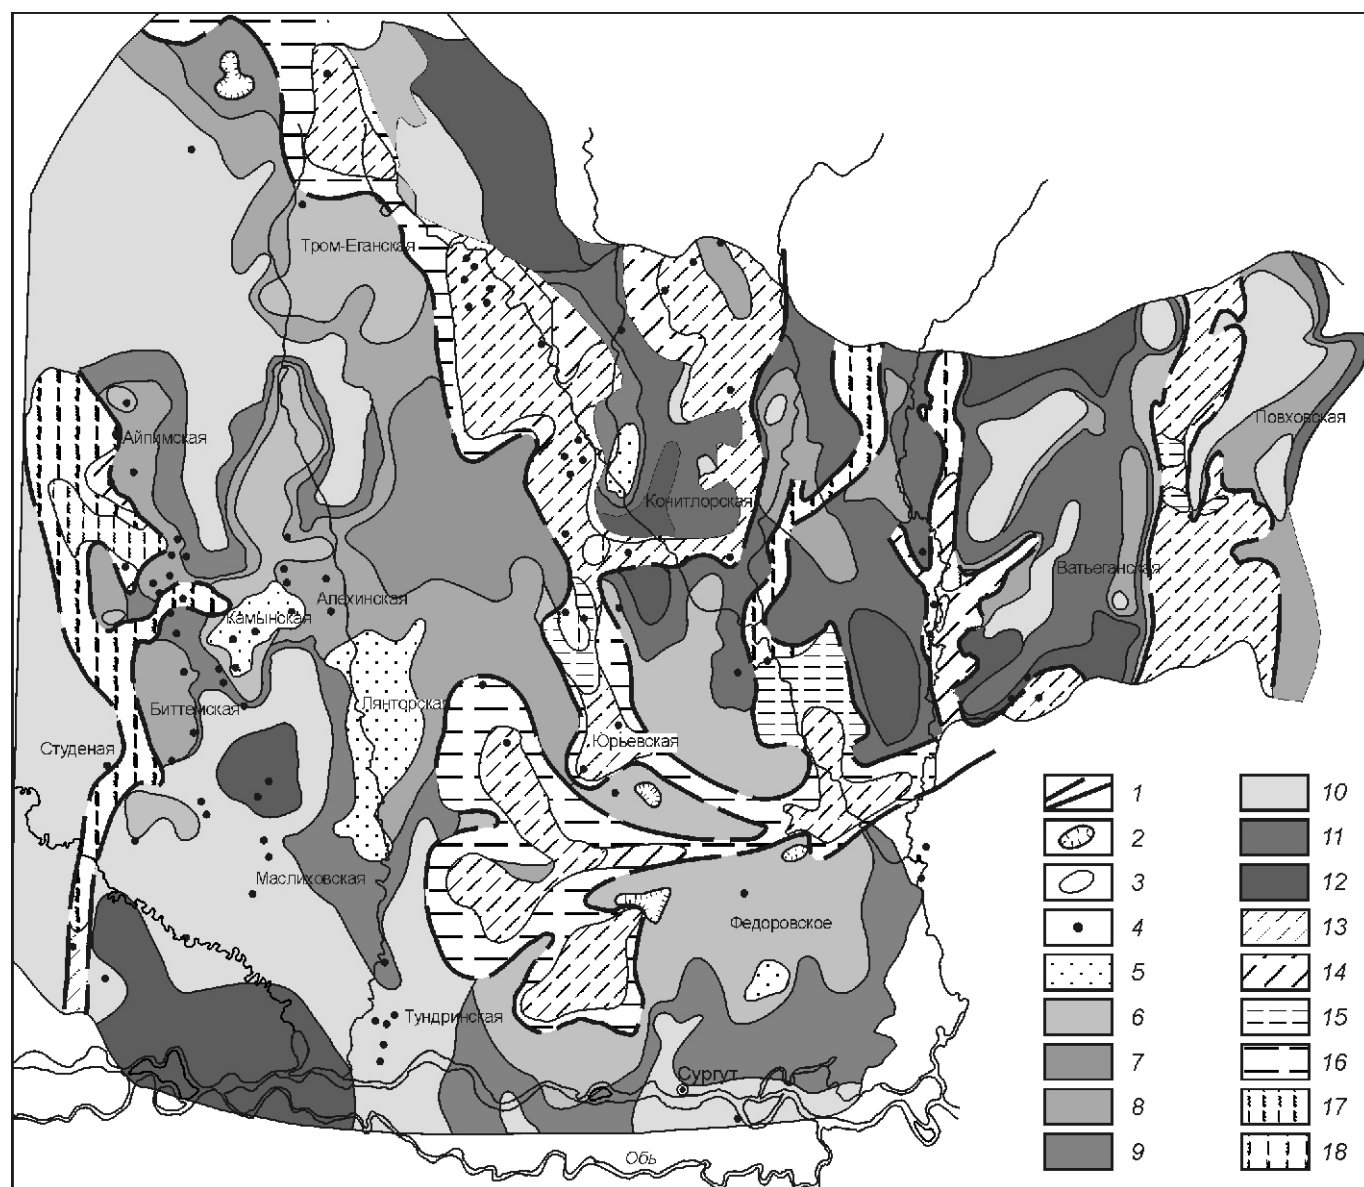 Тром-Еганская
Айпимская
Повховская
Конитлорская
Ватьеганская
Алехинская
Камынская
Биттемская
Лянторская
Студеная
Юрьевская
Маслиховская
Федоровское
Тундринская
Сургут
Обь
1 10
2 11
3 12
4 13
5 14
6 15
7 16
8 17
9 18